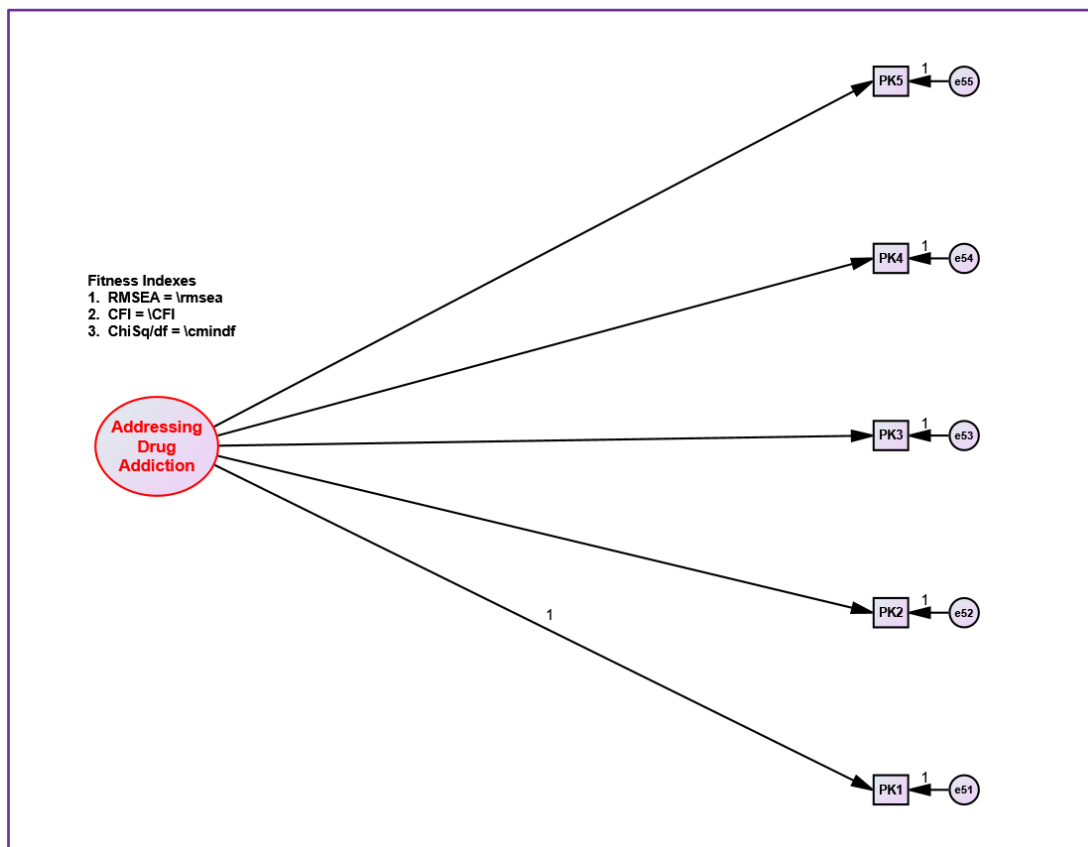 PK5
1
e55
PK4
1
e54
Fitness Indexes
1. RMSEA = \rmsea
2. CFI = \CFI
3. ChiSq/df = \cmindf
Addressing
Drug
Addiction
PK3
1
e53
PK2
1
e52
1
PK1
1
e51